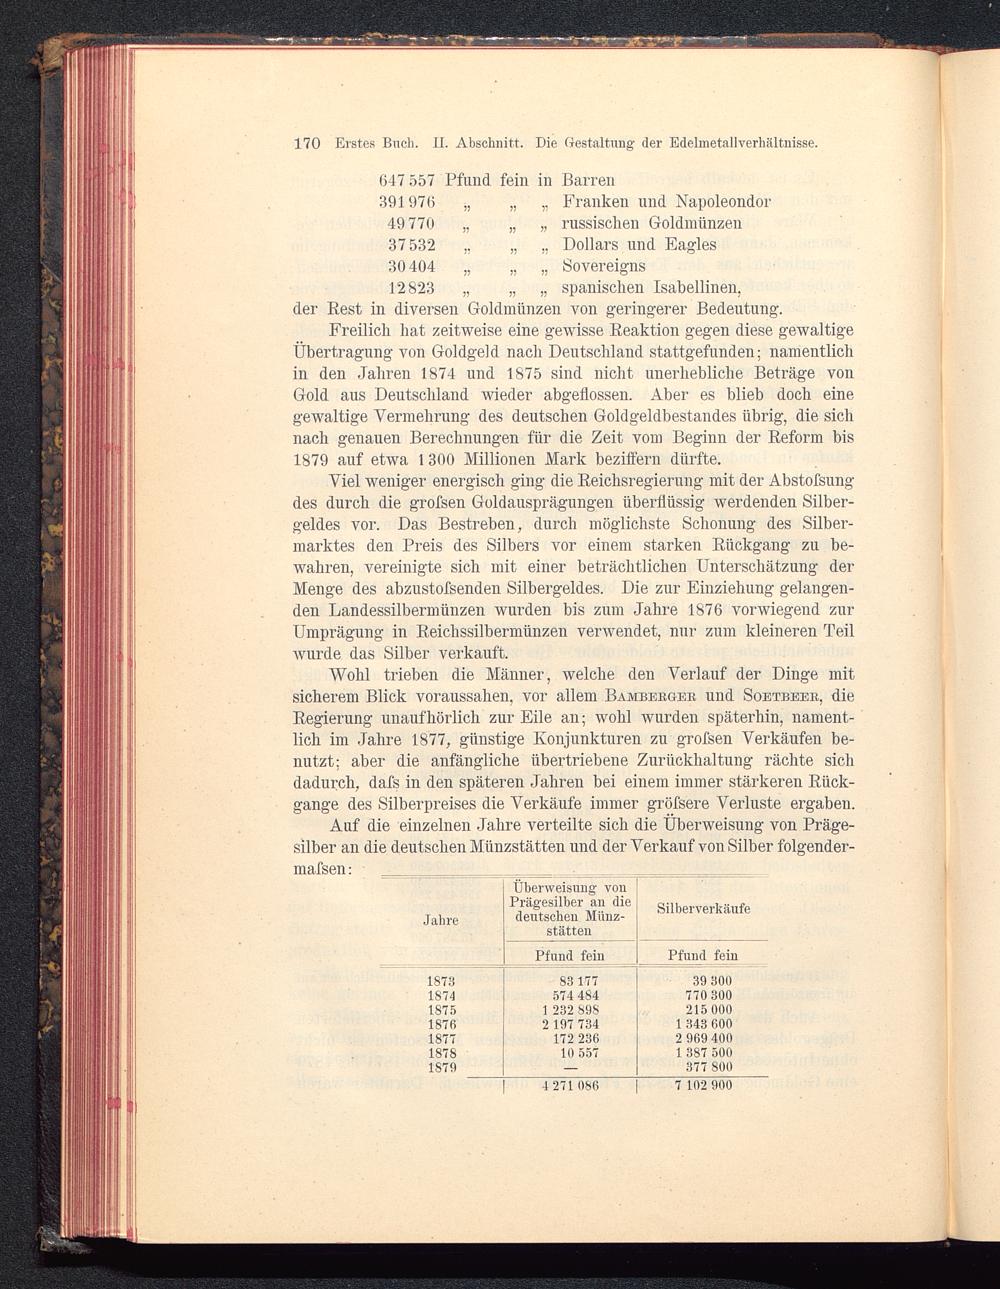 170 Erstes Buch. II. Abschnitt. Die Gestaltung der Edelmetallverhältnisse.
647 557 Pfund fein in Barren
391 976 „ „ „ Franken und Napoleondor
49 770 „ „ „ russischen Goldmünzen
37 532 „ „ „ Dollars und Eagles
30 404 „ „ „ Sovereigns
12 823 „ „ „ spanischen Isabellinen,
der Rest in diversen Goldmünzen von geringerer Bedeutung.
Freilich hat zeitweise eine gewisse Reaktion gegen diese gewaltige
Übertragung von Goldgeld nach Deutschland stattgefunden; namentlich
in den Jahren 1874 und 1875 sind nicht unerhebliche Beträge von
Gold aus Deutschland wieder abgeflossen. Aber es blieb doch eine
gewaltige Vermehrung des deutschen Goldgeldbestandes übrig, die sich
nach genauen Berechnungen für die Zeit vom Beginn der Reform bis
1879 auf etwa 1300 Millionen Mark beziffern dürfte.
Viel weniger energisch ging die Reichsregierung mit der Abstoſsung
des durch die groſsen Goldausprägungen überflüssig werdenden Silber-
geldes vor. Das Bestreben, durch möglichste Schonung des Silber-
marktes den Preis des Silbers vor einem starken Rückgang zu be-
wahren, vereinigte sich mit einer beträchtlichen Unterschätzung der
Menge des abzustoſsenden Silbergeldes. Die zur Einziehung gelangen-
den Landessilbermünzen wurden bis zum Jahre 1876 vorwiegend zur
Umprägung in Reichssilbermünzen verwendet, nur zum kleineren Teil
wurde das Silber verkauft.
Wohl trieben die Männer, welche den Verlauf der Dinge mit
sicherem Blick voraussahen, vor allem BAMBERGER und SOETBEER, die
Regierung unaufhörlich zur Eile an; wohl wurden späterhin, nament-
lich im Jahre 1877, günstige Konjunkturen zu groſsen Verkäufen be-
nutzt; aber die anfängliche übertriebene Zurückhaltung rächte sich
dadurch, daſs in den späteren Jahren bei einem immer stärkeren Rück-
gange des Silberpreises die Verkäufe immer gröſsere Verluste ergaben.
Auf die einzelnen Jahre verteilte sich die Überweisung von Präge-
silber an die deutschen Münzstätten und der Verkauf von Silber folgender-
maſsen:
Jahre
Überweisung von
Prägesilber an die
deutschen Münz-
stätten
Silberverkäufe
Pfund fein Pfund fein
1873 83 177 39 300
1874 574 484 770 300
1875 1 232 898 215 000
1876 2 197 734 1 343 600
1877 172 236 2 969 400
1878 10 557 1 387 500
1879 — 377 800
4 271 086 7 102 900